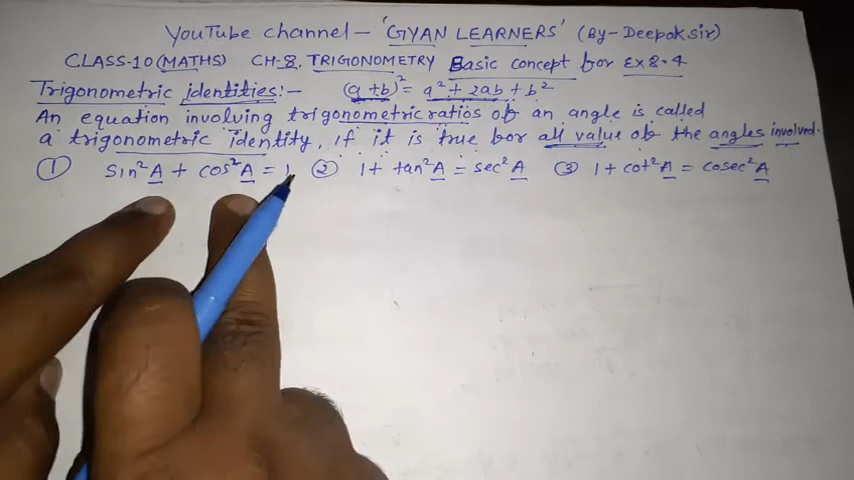 YouTube channel - 'GYAN LEARNERS' (By-Deepak sir)
CLASS-10 (MATHS) CH-8. TRIGONOMETRY Basic concept for Ex 8.4
Trigonometric identities:- (a+b)² = a² + 2ab + b²
An equation involving trigonometric ratios of an angle is called
a trigonometric identity, if it is true for all value of the angles involved.
① sin²A + cos²A = 1 ② 1 + tan²A = sec²A ③ 1 + cot²A = cosec²A